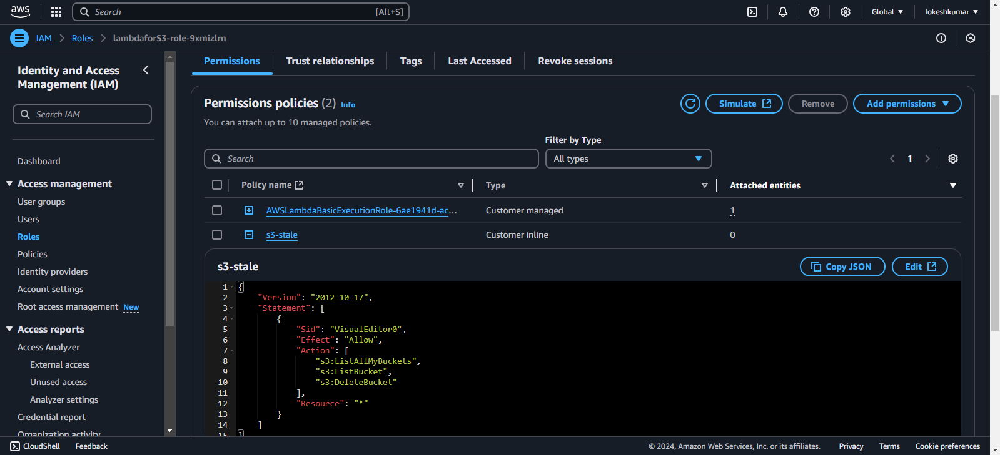 aws
Search [Alt+S]
Global
lokeshkumar
IAM
Roles
lambdaforS3-role-9xmizlrn
Identity and Access
Management (IAM)
Search IAM
Dashboard
Access management
User groups
Users
Roles
Policies
Identity providers
Account settings
Root access management New
Access reports
Access Analyzer
External access
Unused access
Analyzer settings
Credential report
Organization activity
Permissions
Trust relationships
Tags
Last Accessed
Revoke sessions
Permissions policies (2) Info
Simulate
Remove
Add permissions
You can attach up to 10 managed policies.
Filter by Type
Search
All types
1
Policy name
Type
Attached entities
AWSLambdaBasicExecutionRole-6ae1941d-ac...
Customer managed
1
s3-stale
Customer inline
0
s3-stale
Copy JSON
Edit
1 {
2 "Version": "2012-10-17",
3 "Statement": [
4 {
5 "Sid": "VisualEditor0",
6 "Effect": "Allow",
7 "Action": [
8 "s3:ListAllMyBuckets",
9 "s3:ListBucket",
10 "s3:DeleteBucket"
11 ],
12 "Resource": "*"
13 }
14 ]
15 }
CloudShell
Feedback
© 2024, Amazon Web Services, Inc. or its affiliates.
Privacy
Terms
Cookie preferences